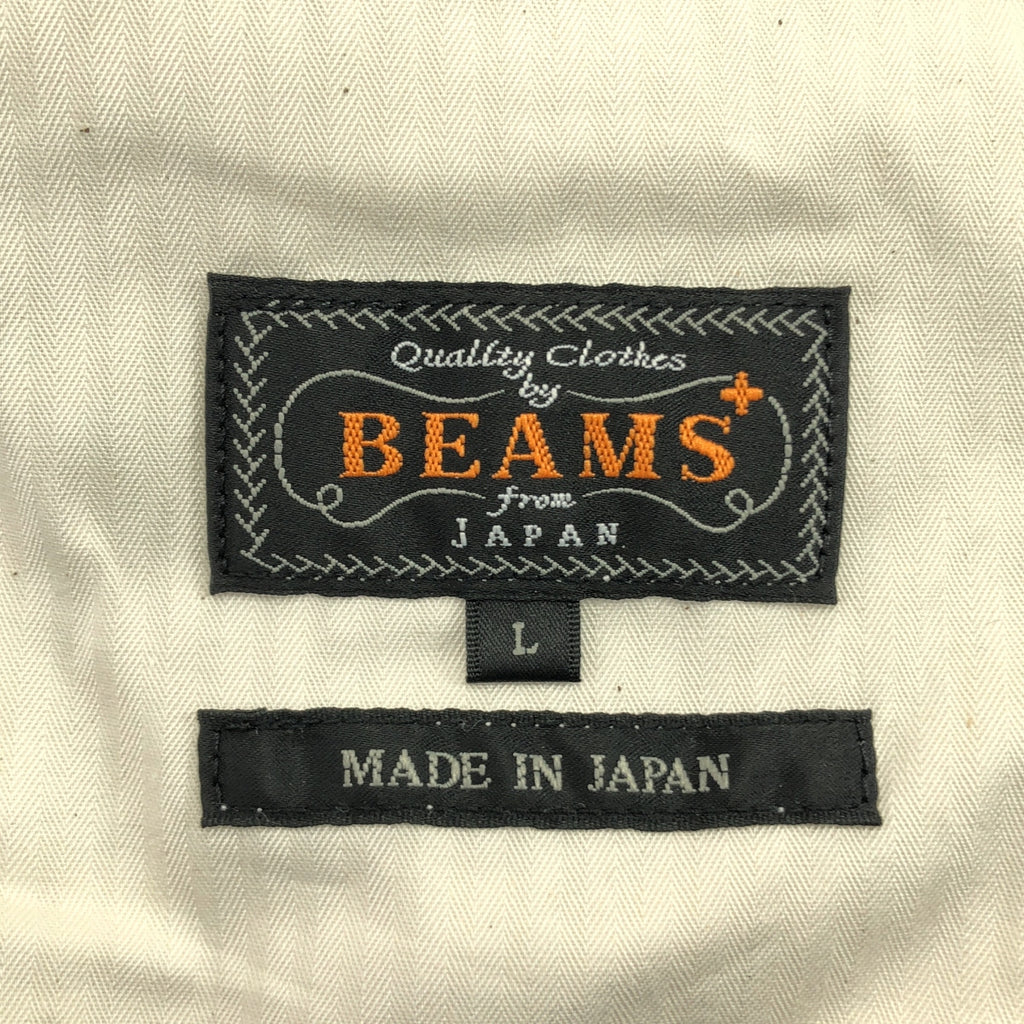 Quality Clothes
by
BEAMS+
from
JAPAN
L
MADE IN JAPAN